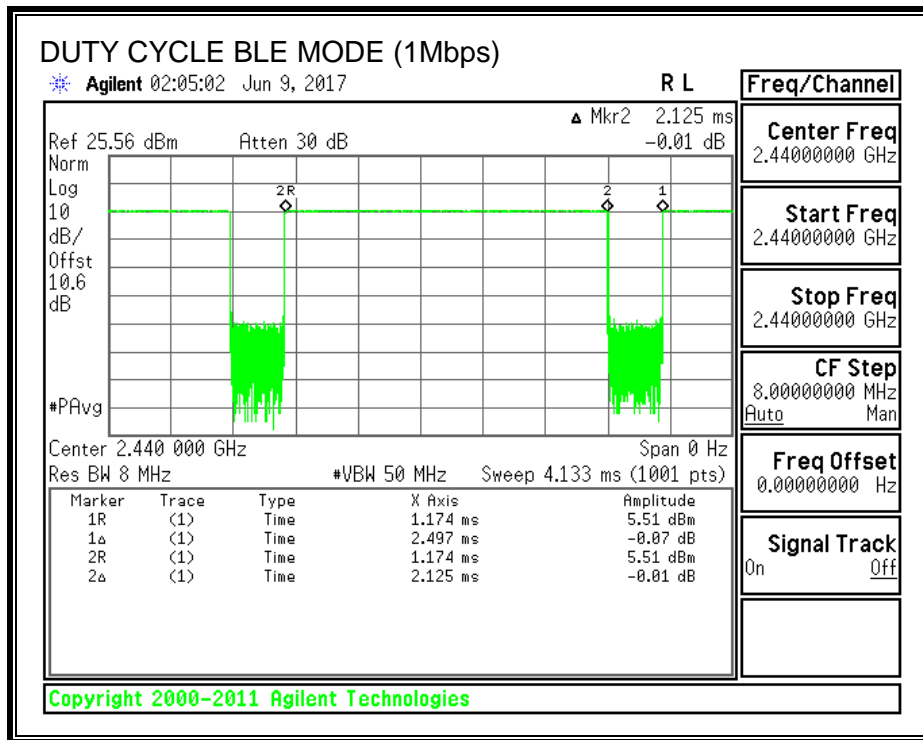 DUTY CYCLE BLE MODE (1Mbps)
Agilent 02:05:02 Jun 9, 2017 R L
Δ Mkr2 2.125 ms
Ref 25.56 dBm Atten 30 dB -0.01 dB
Norm
Log
10
dB/
Offst
10.6
dB
#PAvg
2R
2
1
Center 2.440 000 GHz Span 0 Hz
Res BW 8 MHz #VBW 50 MHz Sweep 4.133 ms (1001 pts)
Marker Trace Type X Axis Amplitude
1R (1) Time 1.174 ms 5.51 dBm
1Δ (1) Time 2.497 ms -0.07 dB
2R (1) Time 1.174 ms 5.51 dBm
2Δ (1) Time 2.125 ms -0.01 dB
Copyright 2000-2011 Agilent Technologies
Freq/Channel
Center Freq
2.44000000 GHz
Start Freq
2.44000000 GHz
Stop Freq
2.44000000 GHz
CF Step
8.00000000 MHz
Auto Man
Freq Offset
0.00000000 Hz
Signal Track
On Off